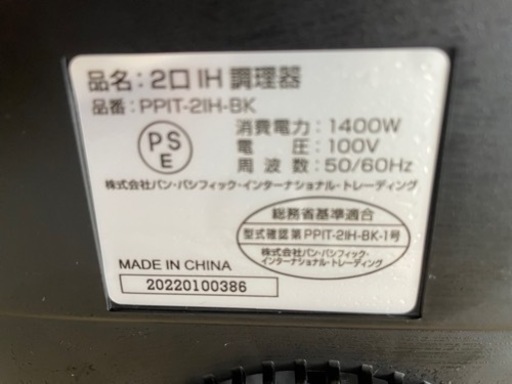 品名：2口 IH 調理器
品番：PPIT-2IH-BK
PS
E
消費電力：1400W
電　圧：100V
周 波 数：50/60Hz
株式会社パン・パシフィック・インターナショナル・トレーディング
総務省基準適合
型式確認第PPIT-2IH-BK-1号
株式会社パン・パシフィック
・インターナショナル・トレーディング
MADE IN CHINA
20220100386